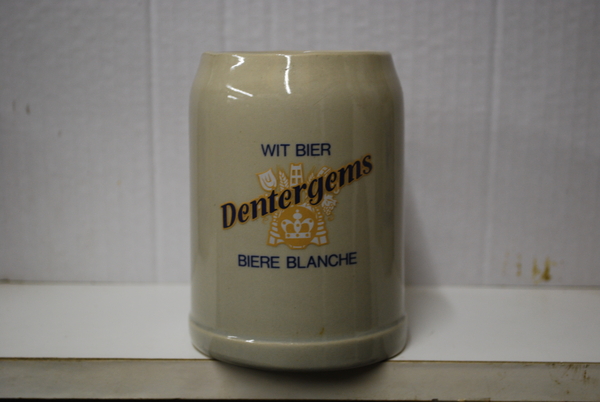 WIT BIER
Dentergems
BIERE BLANCHE